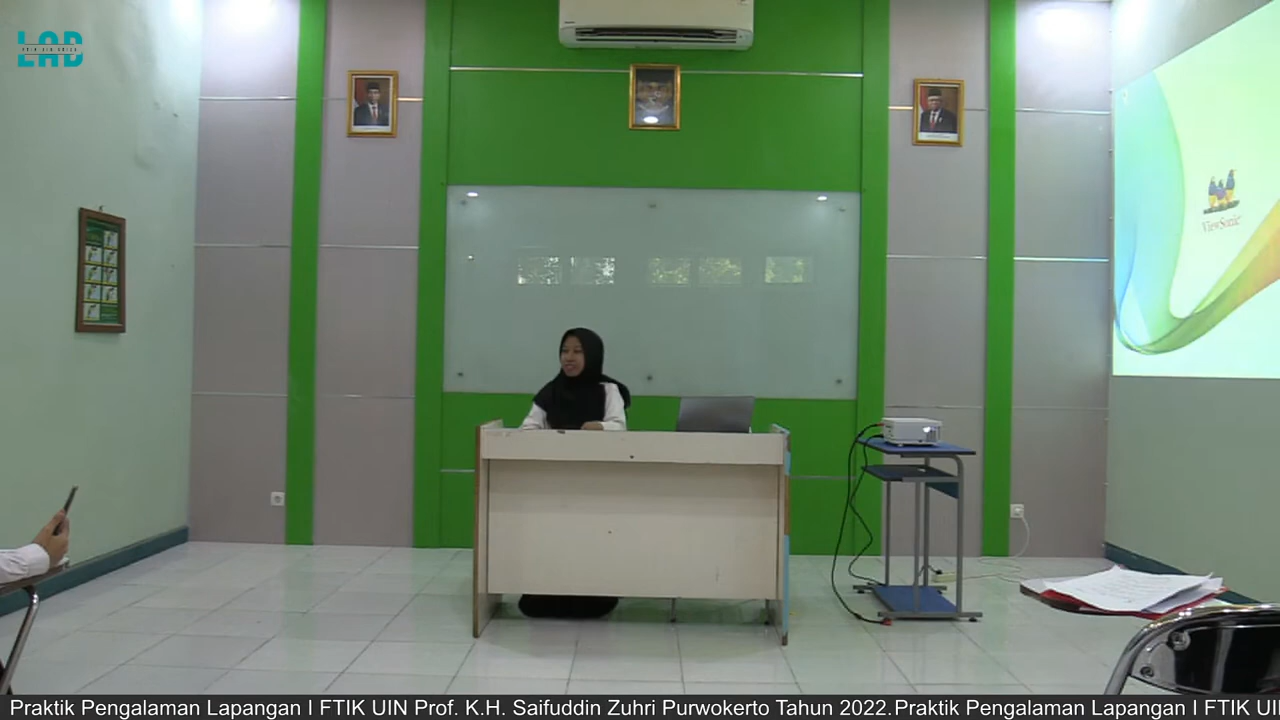 LAB
ViewSonic
Praktik Pengalaman Lapangan I FTIK UIN Prof. K.H. Saifuddin Zuhri Purwokerto Tahun 2022.Praktik Pengalaman Lapangan I FTIK UI